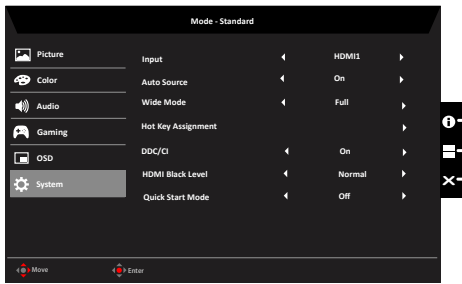 Mode - Standard
Picture
Input HDMI1
Color
Auto Source On
Audio
Wide Mode Full
Gaming
Hot Key Assignment
OSD
DDC/CI On
System
HDMI Black Level Normal
Quick Start Mode Off
Move Enter